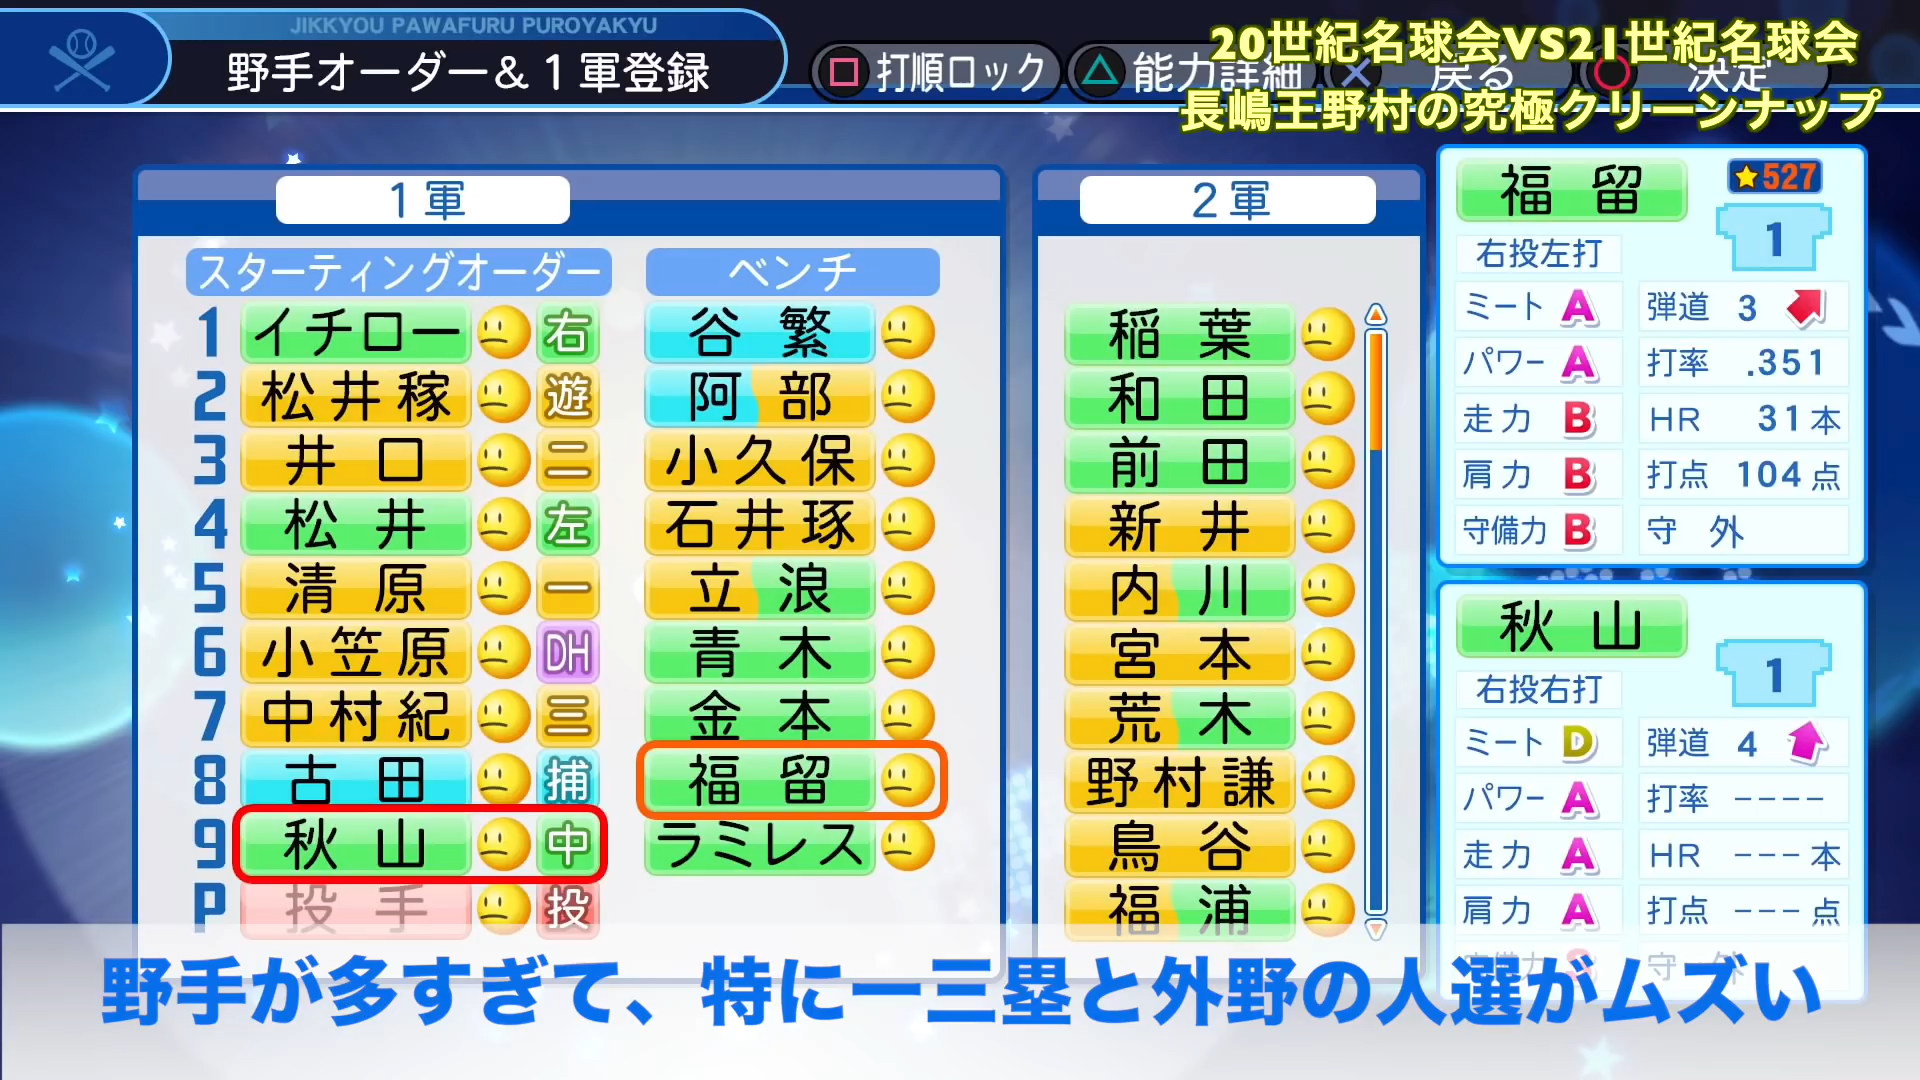 JIKKYOU PAWAFURU PUROYAKYU
野手オーダー＆１軍登録
打順ロック 能力詳細 戻る 決定
20世紀名球会VS21世紀名球会
長嶋王野村の究極クリーンナップ
１軍
スターティングオーダー ベンチ
1 イチロー 右 谷繁
2 松井稼 遊 阿部
3 井口 二 小久保
4 松井 左 石井琢
5 清原 一 立浪
6 小笠原 DH 青木
7 中村紀 三 金本
8 古田 捕 福留
9 秋山 中 ラミレス
P 投手 投
２軍
稲葉
和田
前田
新井
内川
宮本
荒木
野村謙
鳥谷
福浦
福留 ★527
右投左打 1
ミート A 弾道 3
パワー A 打率 .351
走力 B HR 31本
肩力 B 打点 104点
守備力 B 守 外
秋山
右投右打 1
ミート D 弾道 4
パワー A 打率 ----
走力 A HR ---本
肩力 A 打点 ---点
守備力 S 守 外
野手が多すぎて、特に一三塁と外野の人選がムズい